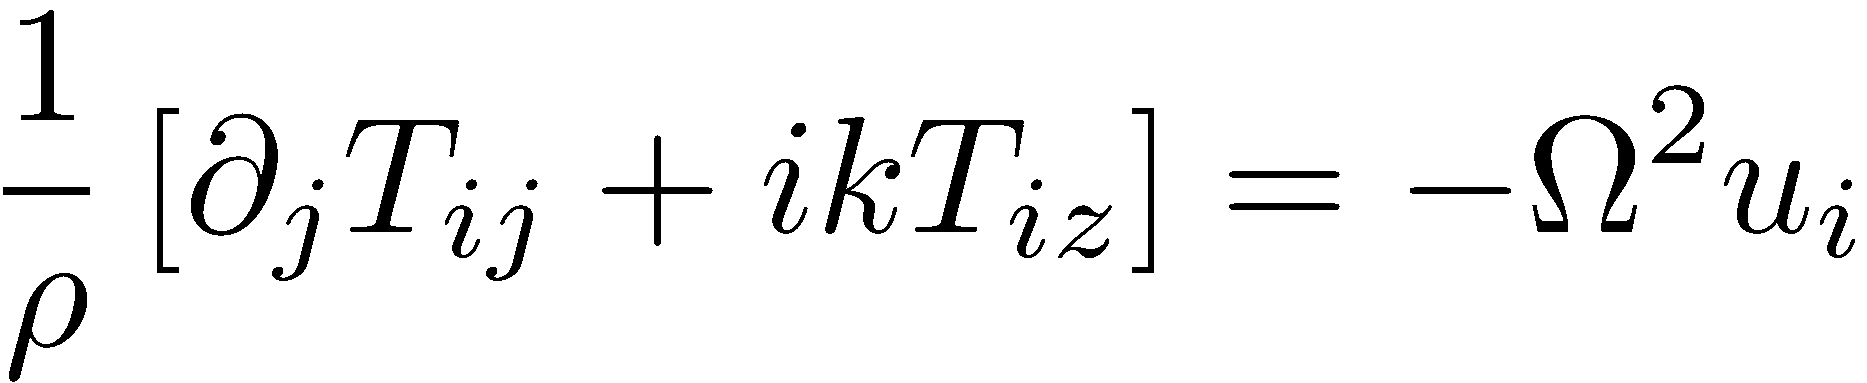 \frac{1}{\rho} \left[ \partial_j T_{ij} + ikT_{iz} \right] = -\Omega^2 u_i